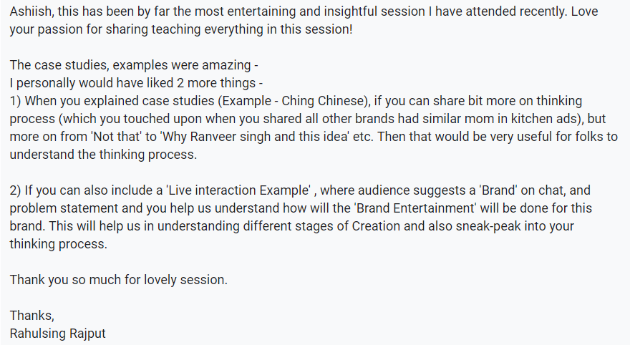 Ashiish, this has been by far the most entertaining and insightful session I have attended recently. Love
your passion for sharing teaching everything in this session!
The case studies, examples were amazing -
I personally would have liked 2 more things -
1) When you explained case studies (Example - Ching Chinese), if you can share bit more on thinking
process (which you touched upon when you shared all other brands had similar mom in kitchen ads), but
more on from 'Not that' to 'Why Ranveer singh and this idea' etc. Then that would be very useful for folks to
understand the thinking process.
2) If you can also include a 'Live interaction Example' , where audience suggests a 'Brand' on chat, and
problem statement and you help us understand how will the 'Brand Entertainment' will be done for this
brand. This will help us in understanding different stages of Creation and also sneak-peak into your
thinking process.
Thank you so much for lovely session.
Thanks,
Rahulsing Rajput